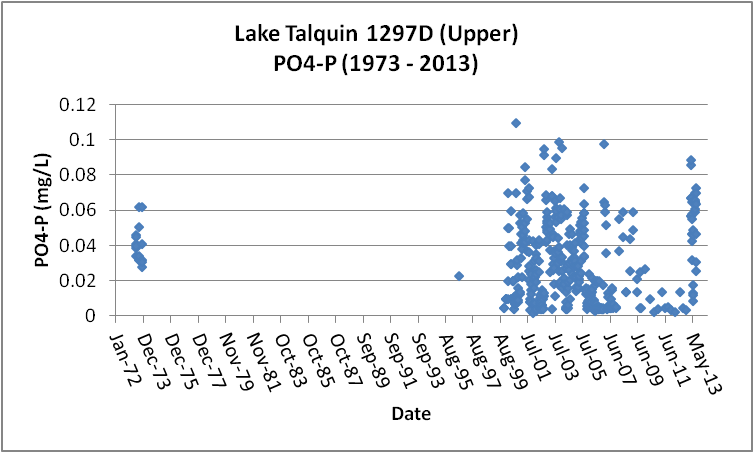 Lake Talquin 1297D (Upper)
PO4-P (1973 - 2013)
PO4-P (mg/L)
0.12
0.1
0.08
0.06
0.04
0.02
0
Jan-72
Dec-73
Dec-75
Dec-77
Nov-79
Nov-81
Oct-83
Oct-85
Oct-87
Sep-89
Sep-91
Sep-93
Aug-95
Aug-97
Aug-99
Jul-01
Jul-03
Jul-05
Jun-07
Jun-09
Jun-11
May-13
Date